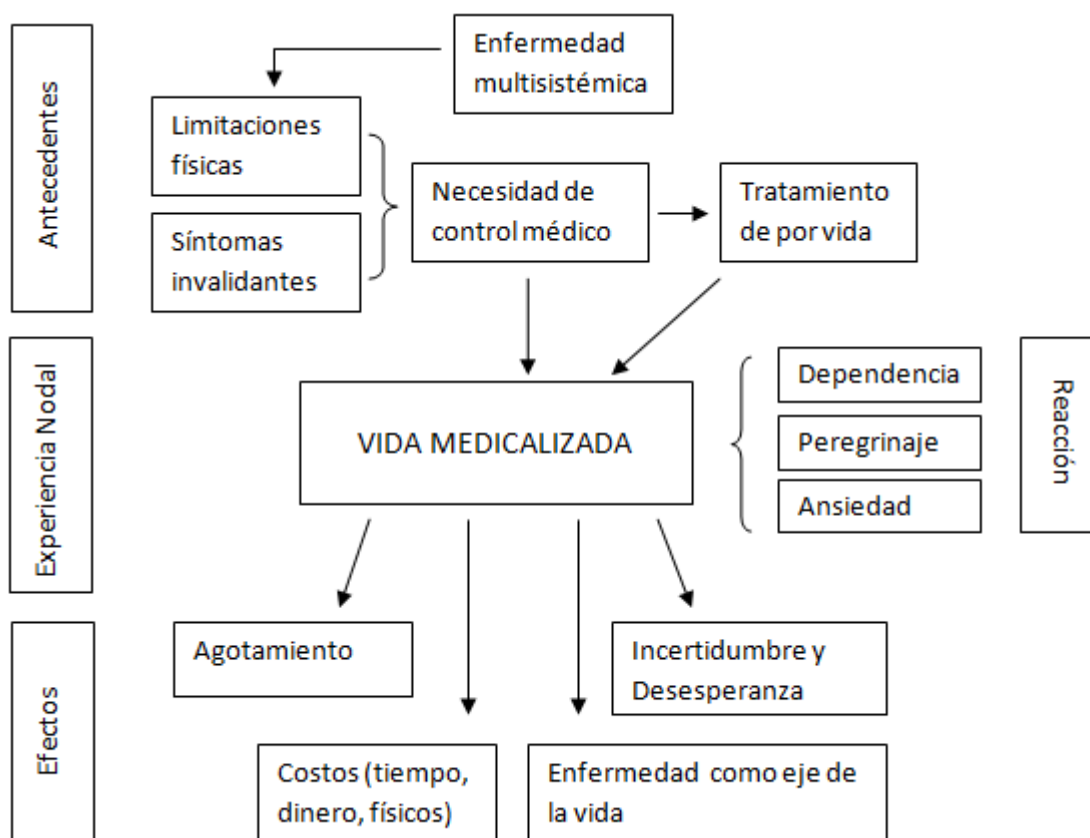 Antecedentes
Enfermedad
multisistémica
Limitaciones
físicas
Síntomas
invalidantes
Necesidad de
control médico
Tratamiento
de por vida
Experiencia Nodal
VIDA MEDICALIZADA
Dependencia
Peregrinaje
Ansiedad
Reacción
Efectos
Agotamiento
Incertidumbre y
Desesperanza
Costos (tiempo,
dinero, físicos)
Enfermedad como eje de
la vida